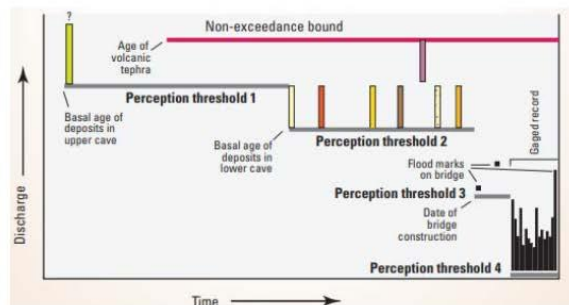 ?
Non-exceedance bound
Age of
volcanic
tephra
Perception threshold 1
Basal age of
deposits in
upper cave
Basal age of
deposits in
lower cave
Perception threshold 2
Gaged record
Flood marks
on bridge
Perception threshold 3
Date of
bridge
construction
Perception threshold 4
Discharge
Time